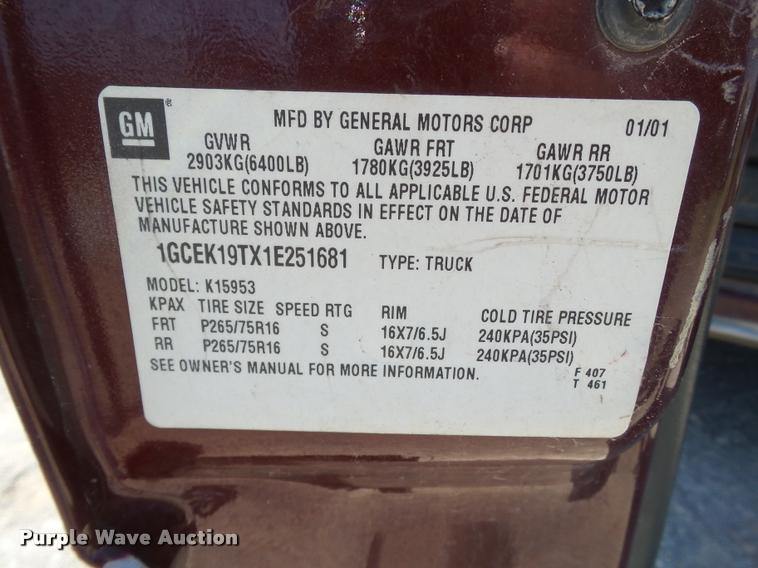 GM ®
MFD BY GENERAL MOTORS CORP 01/01
GVWR GAWR FRT GAWR RR
2903KG(6400LB) 1780KG(3925LB) 1701KG(3750LB)
THIS VEHICLE CONFORMS TO ALL APPLICABLE U.S. FEDERAL MOTOR
VEHICLE SAFETY STANDARDS IN EFFECT ON THE DATE OF
MANUFACTURE SHOWN ABOVE.
1GCEK19TX1E251681 TYPE: TRUCK
MODEL: K15953
KPAX TIRE SIZE SPEED RTG RIM COLD TIRE PRESSURE
FRT P265/75R16 S 16X7/6.5J 240KPA(35PSI)
RR P265/75R16 S 16X7/6.5J 240KPA(35PSI)
SEE OWNER'S MANUAL FOR MORE INFORMATION.
F 407
T 461
Purple Wave Auction